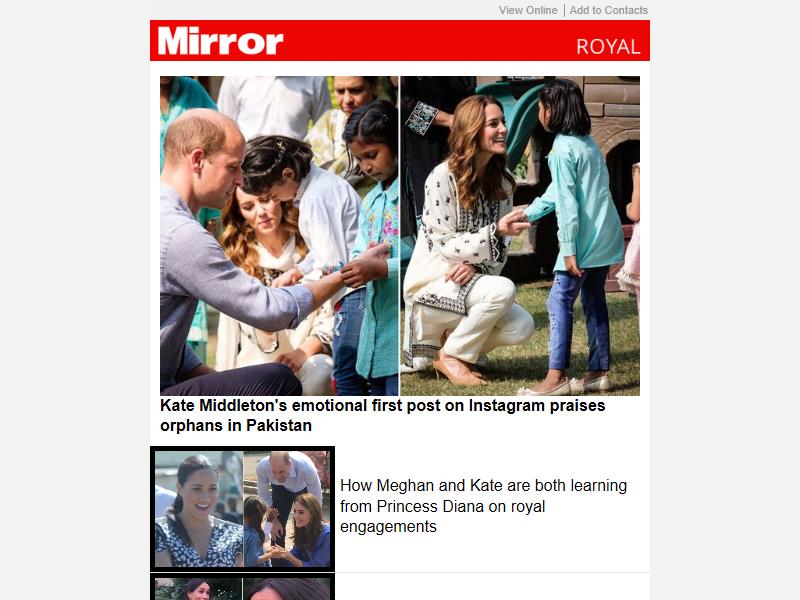 View Online | Add to Contacts
Mirror ROYAL
Kate Middleton's emotional first post on Instagram praises
orphans in Pakistan
How Meghan and Kate are both learning
from Princess Diana on royal
engagements